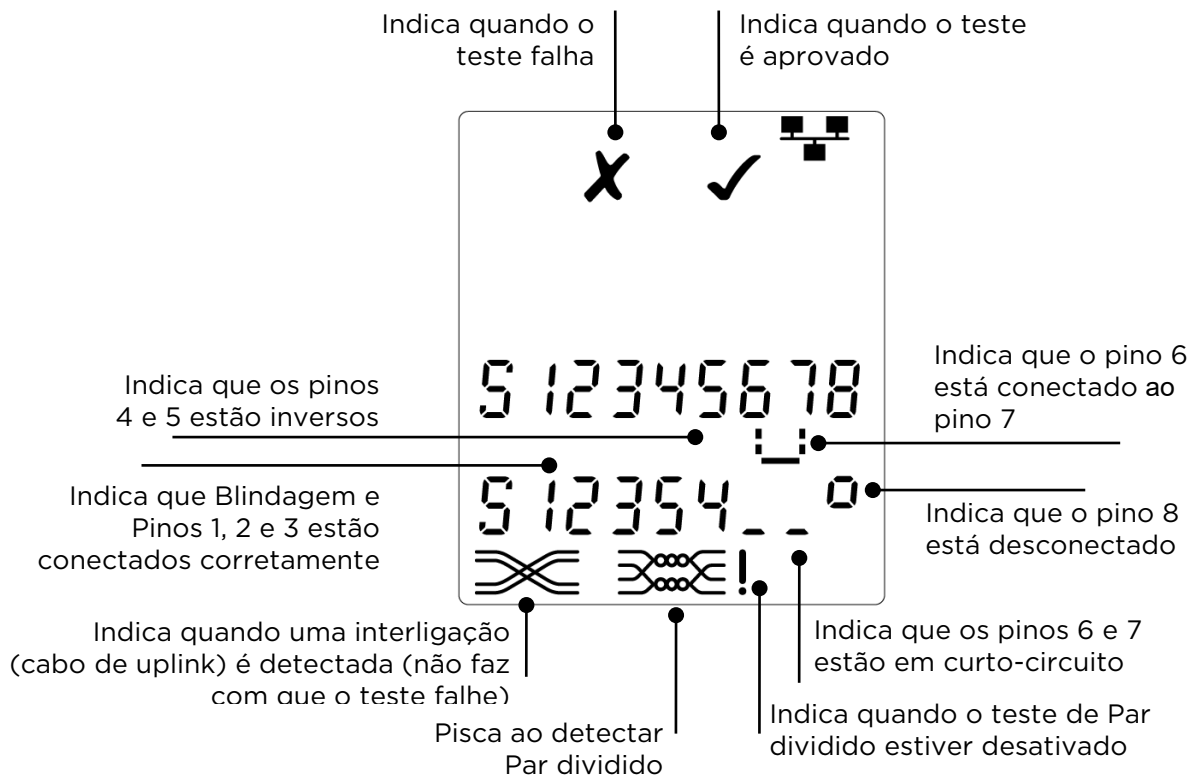 Indica quando o
teste falha
Indica quando o teste
é aprovado
S12345678
Indica que os pinos
4 e 5 estão inversos
Indica que o pino 6
está conectado ao
pino 7
S12354_ _ o
Indica que Blindagem e
Pinos 1, 2 e 3 estão
conectados corretamente
Indica que o pino 8
está desconectado
!
Indica quando uma interligação
(cabo de uplink) é detectada (não faz
com que o teste falhe)
Indica que os pinos 6 e 7
estão em curto-circuito
Pisca ao detectar
Par dividido
Indica quando o teste de Par
dividido estiver desativado